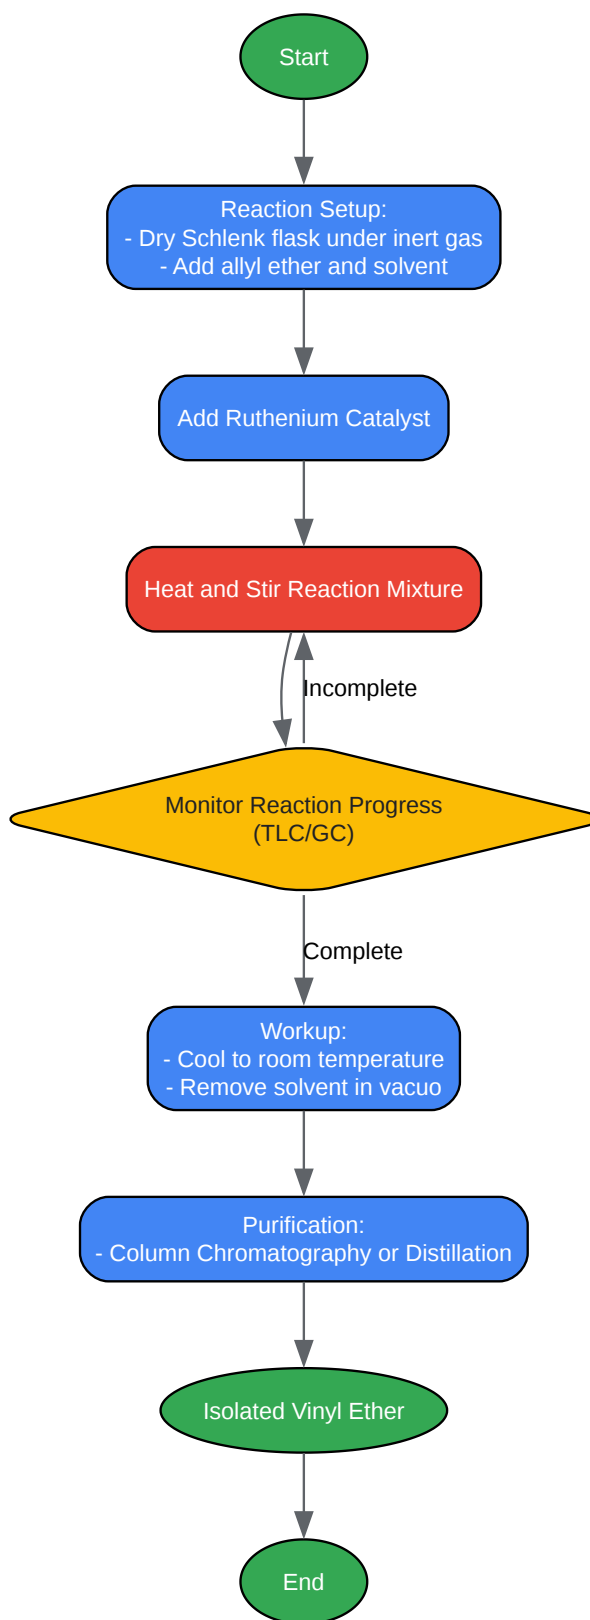 Start
Reaction Setup:
- Dry Schlenk flask under inert gas
- Add allyl ether and solvent
Add Ruthenium Catalyst
Heat and Stir Reaction Mixture
Incomplete
Monitor Reaction Progress
(TLC/GC)
Complete
Workup:
- Cool to room temperature
- Remove solvent in vacuo
Purification:
- Column Chromatography or Distillation
Isolated Vinyl Ether
End